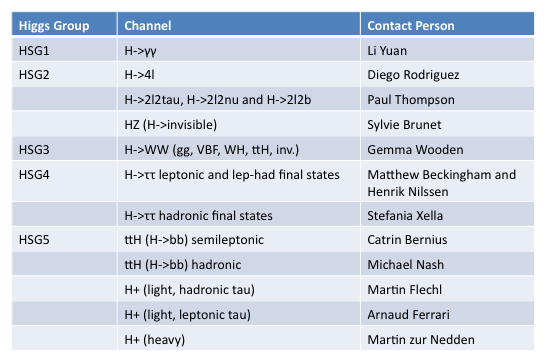 Higgs Group Channel Contact Person
HSG1 H->γγ Li Yuan
HSG2 H->4l Diego Rodriguez
H->2l2tau, H->2l2nu and H->2l2b Paul Thompson
HZ (H->invisible) Sylvie Brunet
HSG3 H->WW (gg, VBF, WH, ttH, inv.) Gemma Wooden
HSG4 H->ττ leptonic and lep-had final states Matthew Beckingham and
Henrik Nilssen
H->ττ hadronic final states Stefania Xella
HSG5 ttH (H->bb) semileptonic Catrin Bernius
ttH (H->bb) hadronic Michael Nash
H+ (light, hadronic tau) Martin Flechl
H+ (light, leptonic tau) Arnaud Ferrari
H+ (heavy) Martin zur Nedden